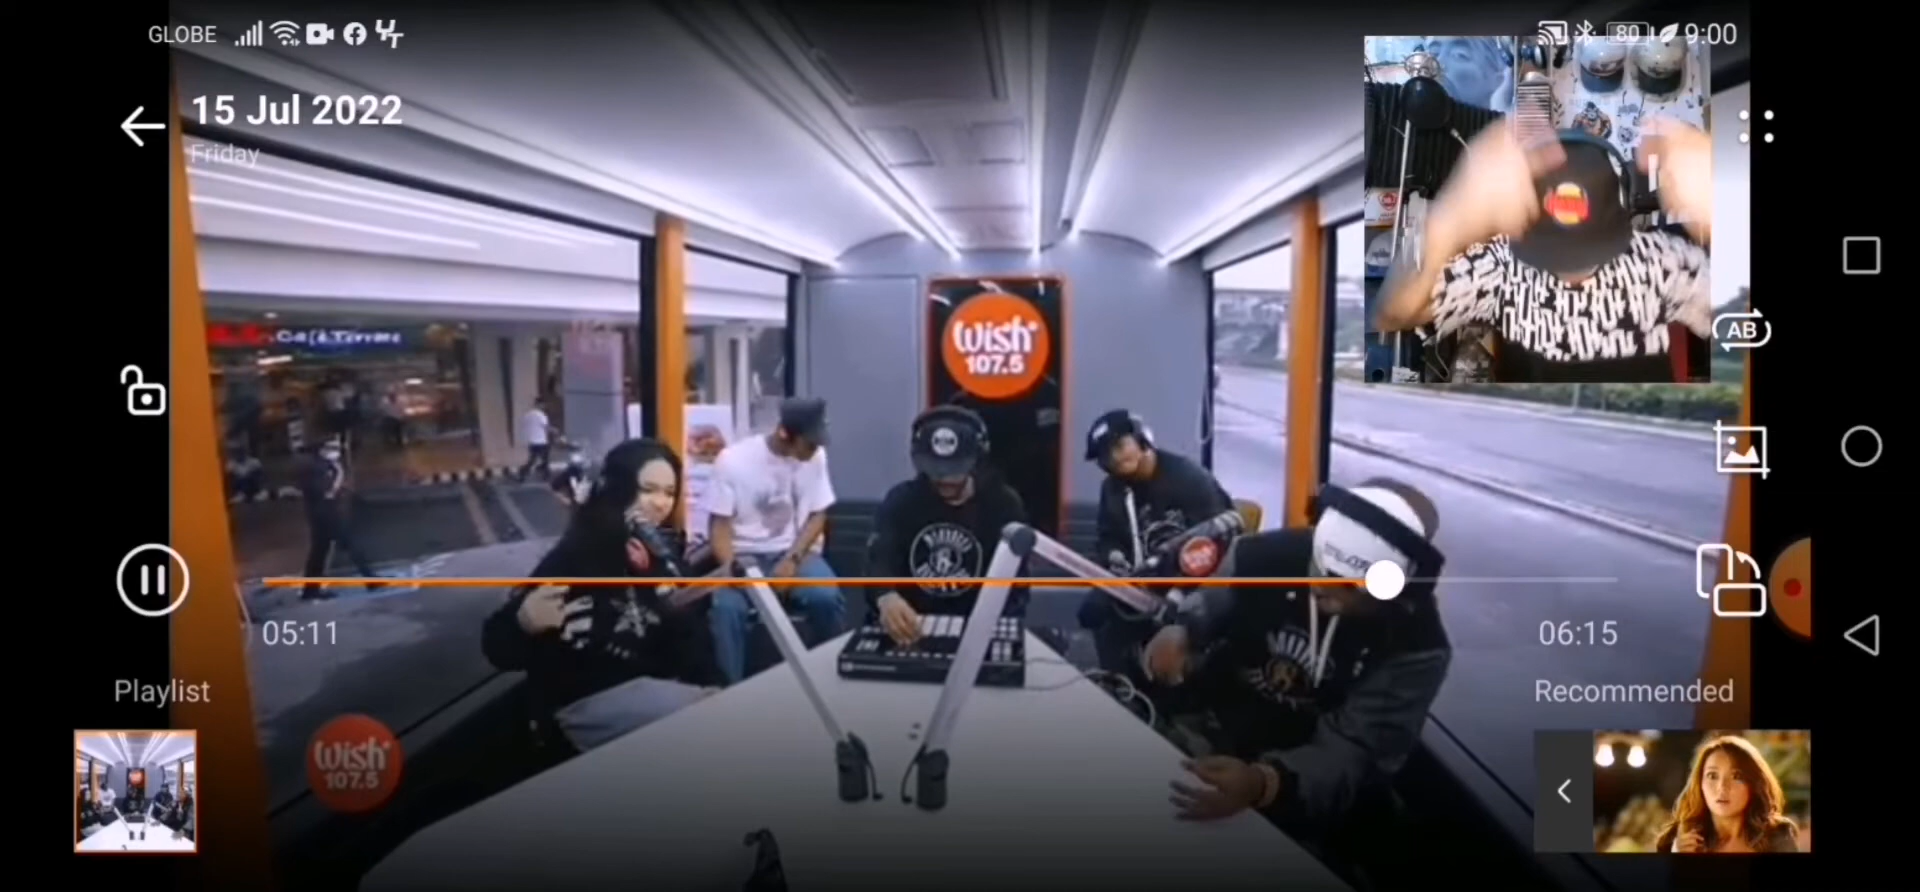 GLOBE
80
9:00
15 Jul 2022
Friday
Wish
107.5
AB
05:11
06:15
Playlist
Recommended
Wish
107.5